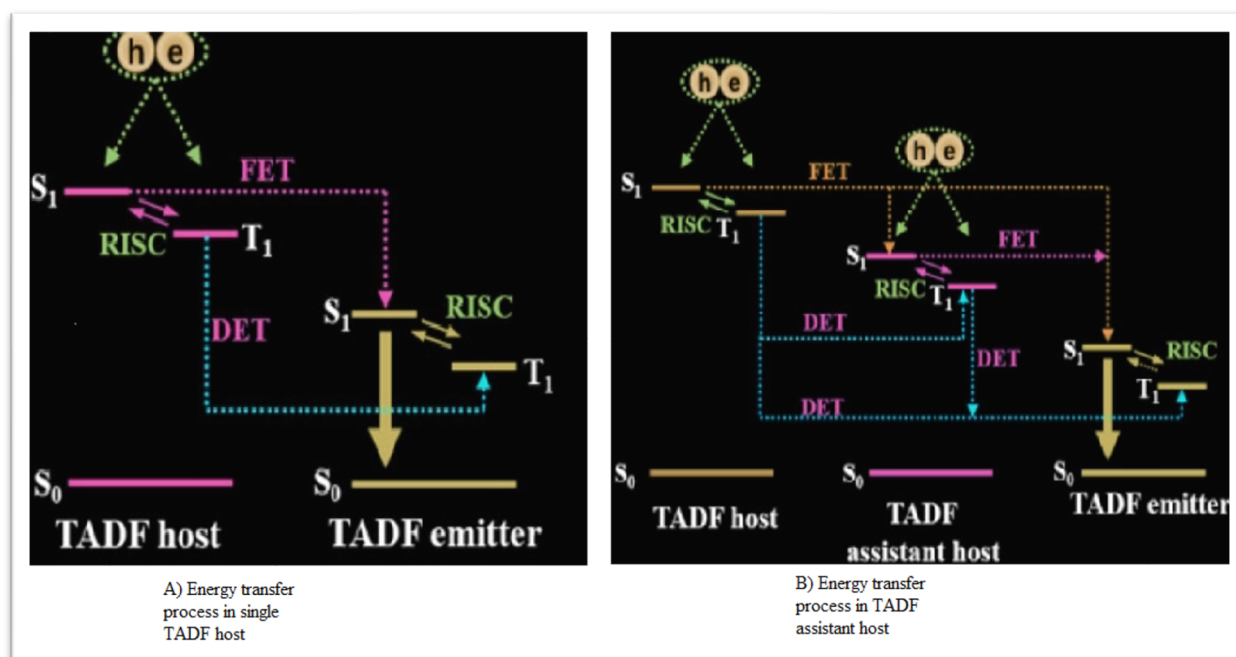 h e
S1
FET
RISC
T1
DET
S1
RISC
T1
S0
S0
TADF host
TADF emitter
A) Energy transfer
process in single
TADF host
h e
h e
S1
FET
RISC
T1
S1
FET
RISC
T1
DET
DET
S1
RISC
T1
DET
S0
S0
S0
TADF host
TADF
assistant host
TADF emitter
B) Energy transfer
process in TADF
assistant host